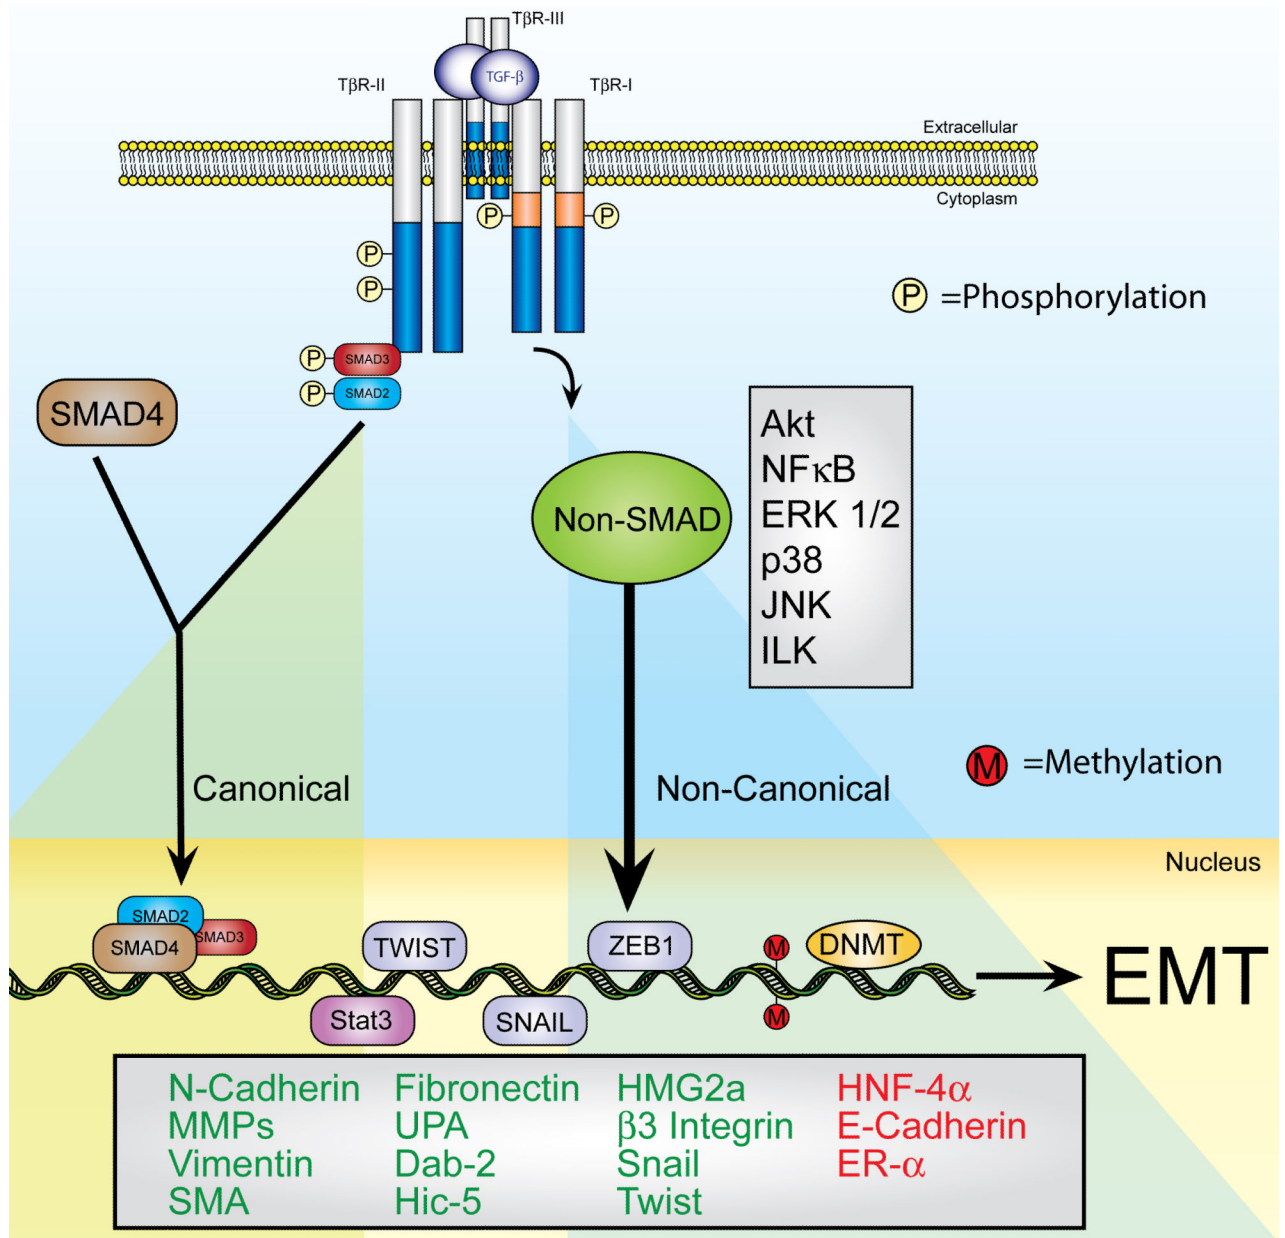 TβR-III
TGF-β
TβR-II
TβR-I
Extracellular
Cytoplasm
P
P
P
P
P =Phosphorylation
P SMAD3
P SMAD2
SMAD4
Akt
NFκB
ERK 1/2
p38
JNK
ILK
Non-SMAD
M =Methylation
Canonical
Non-Canonical
Nucleus
SMAD2
SMAD4
SMAD3
TWIST
ZEB1
M
DNMT
EMT
Stat3
SNAIL
M
N-Cadherin Fibronectin HMG2a HNF-4α
MMPs UPA β3 Integrin E-Cadherin
Vimentin Dab-2 Snail ER-α
SMA Hic-5 Twist